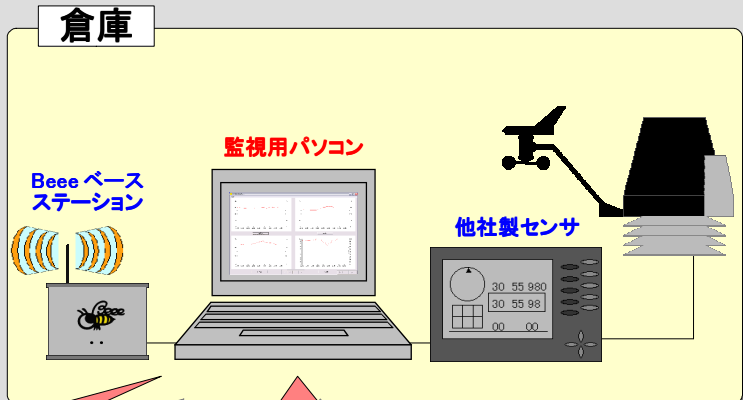 倉庫
監視用パソコン
Beee ベース
ステーション
他社製センサ
30 55 980
30 55 98
00 00
Beee